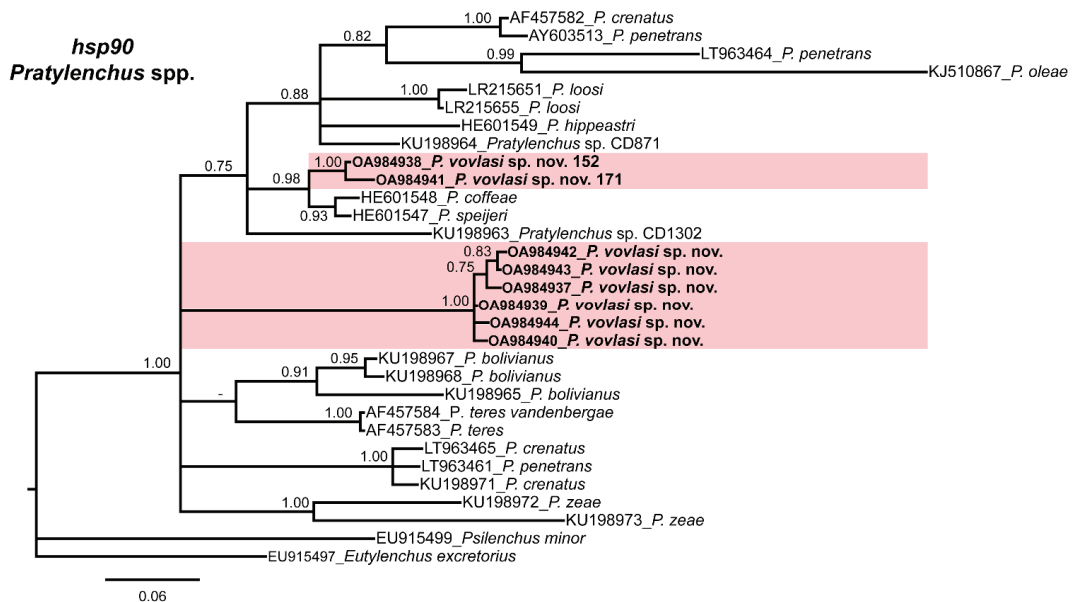 hsp90
Pratylenchus spp.
1.00
AF457582_P. crenatus
0.82
AY603513_P. penetrans
0.99
LT963464_P. penetrans
KJ510867_P. oleae
0.88
1.00
LR215651_P. loosi
LR215655_P. loosi
HE601549_P. hippeastri
KU198964_Pratylenchus sp. CD871
0.75
1.00
OA984938_P. vovlasi sp. nov. 152
0.98
OA984941_P. vovlasi sp. nov. 171
HE601548_P. coffeae
0.93
HE601547_P. speijeri
KU198963_Pratylenchus sp. CD1302
0.83
OA984942_P. vovlasi sp. nov.
0.75
OA984943_P. vovlasi sp. nov.
OA984937_P. vovlasi sp. nov.
1.00
OA984939_P. vovlasi sp. nov.
OA984944_P. vovlasi sp. nov.
OA984940_P. vovlasi sp. nov.
1.00
0.95
KU198967_P. bolivianus
0.91
KU198968_P. bolivianus
-
KU198965_P. bolivianus
1.00
AF457584_P. teres vandenbergae
AF457583_P. teres
LT963465_P. crenatus
1.00
LT963461_P. penetrans
KU198971_P. crenatus
1.00
KU198972_P. zeae
KU198973_P. zeae
EU915499_Psilenchus minor
EU915497_Eutylenchus excretorius
0.06